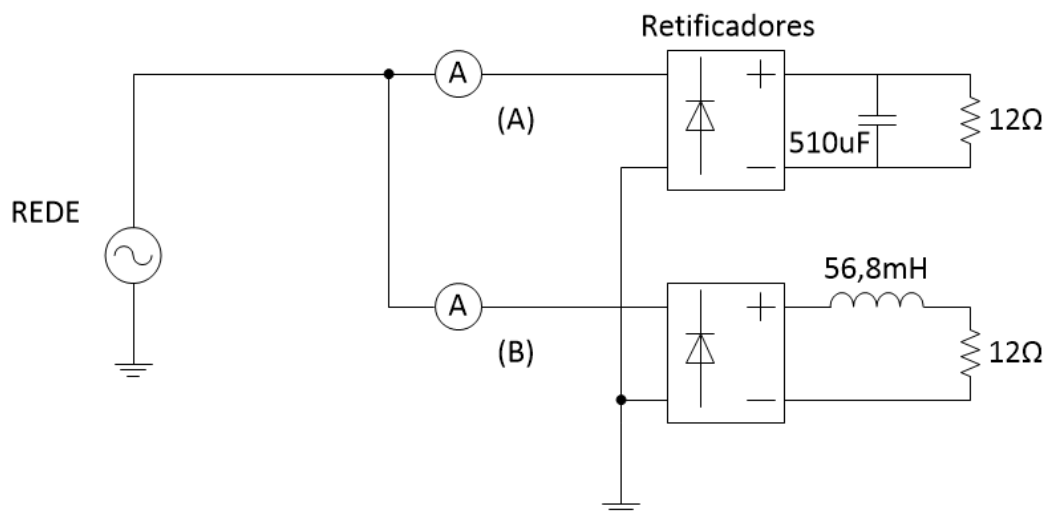 Retificadores
A
(A)
510uF
12Ω
REDE
56,8mH
A
(B)
12Ω